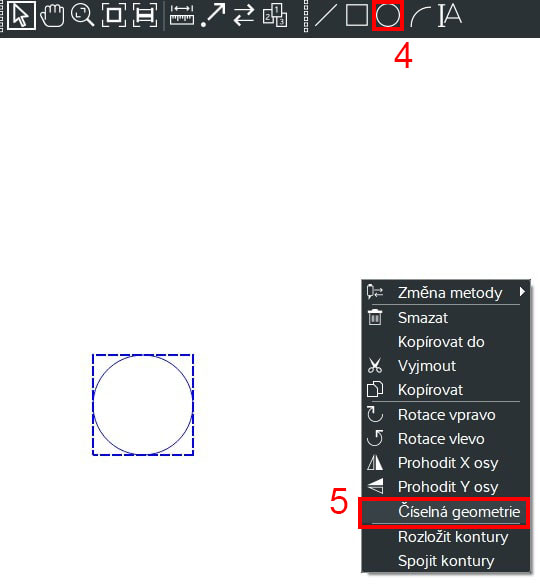 4
Změna metody
Smazat
Kopírovat do
Vyjmout
Kopírovat
Rotace vpravo
Rotace vlevo
Prohodit X osy
Prohodit Y osy
5
Číselná geometrie
Rozložit kontury
Spojit kontury